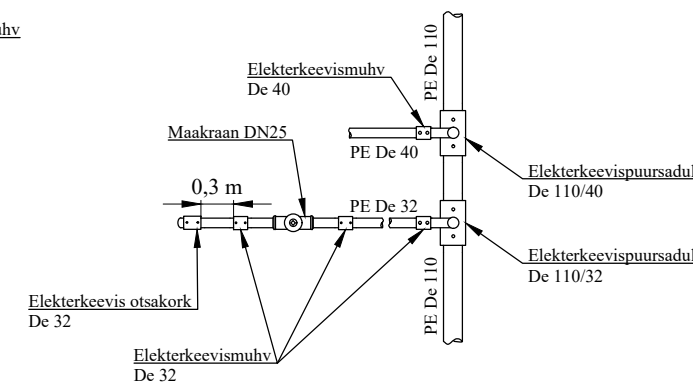 uhv
PE De 110
Elekterkeevismuhv
De 40
Maakraan DN25
PE De 40
Elekterkeevispuursadul
De 110/40
0,3 m
PE De 32
Elekterkeevispuursadul
De 110/32
PE De 110
Elekterkeevis otsakork
De 32
Elekterkeevismuhv
De 32